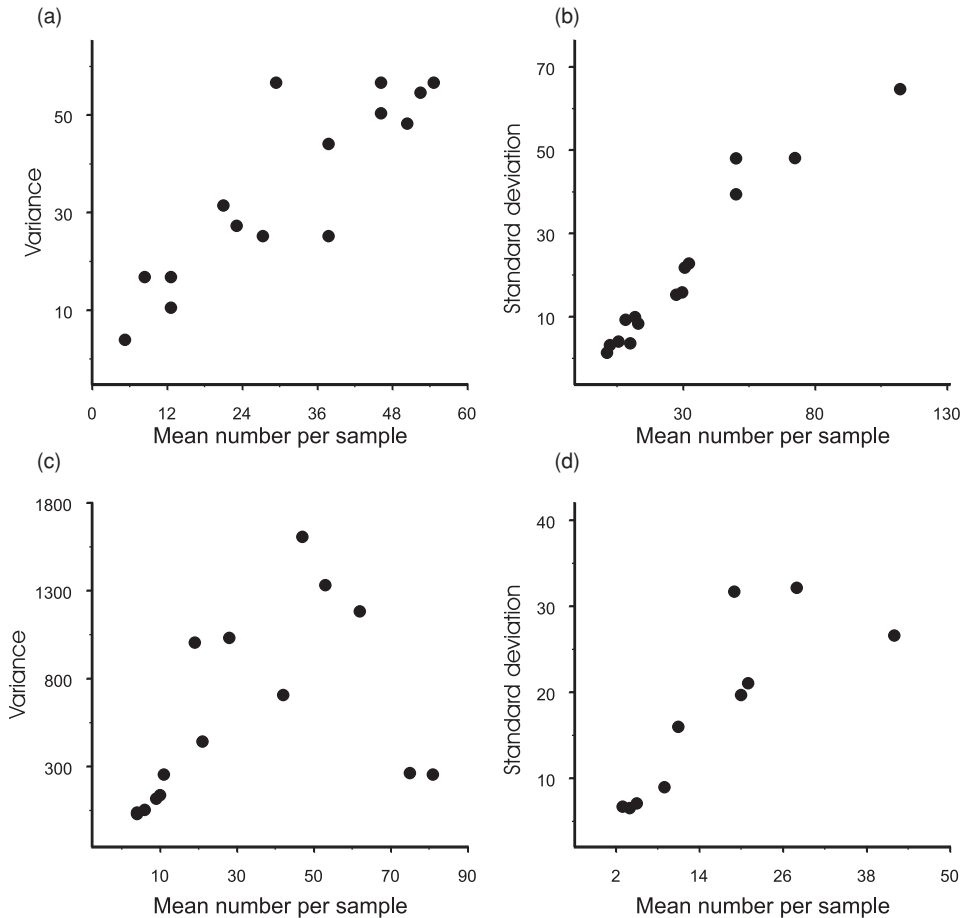 (a)
50
30
10
Variance
0 12 24 36 48 60
Mean number per sample
(b)
70
50
30
10
Standard deviation
30 80 130
Mean number per sample
(c)
1800
1300
800
300
Variance
10 30 50 70 90
Mean number per sample
(d)
40
30
20
10
Standard deviation
2 14 26 38 50
Mean number per sample